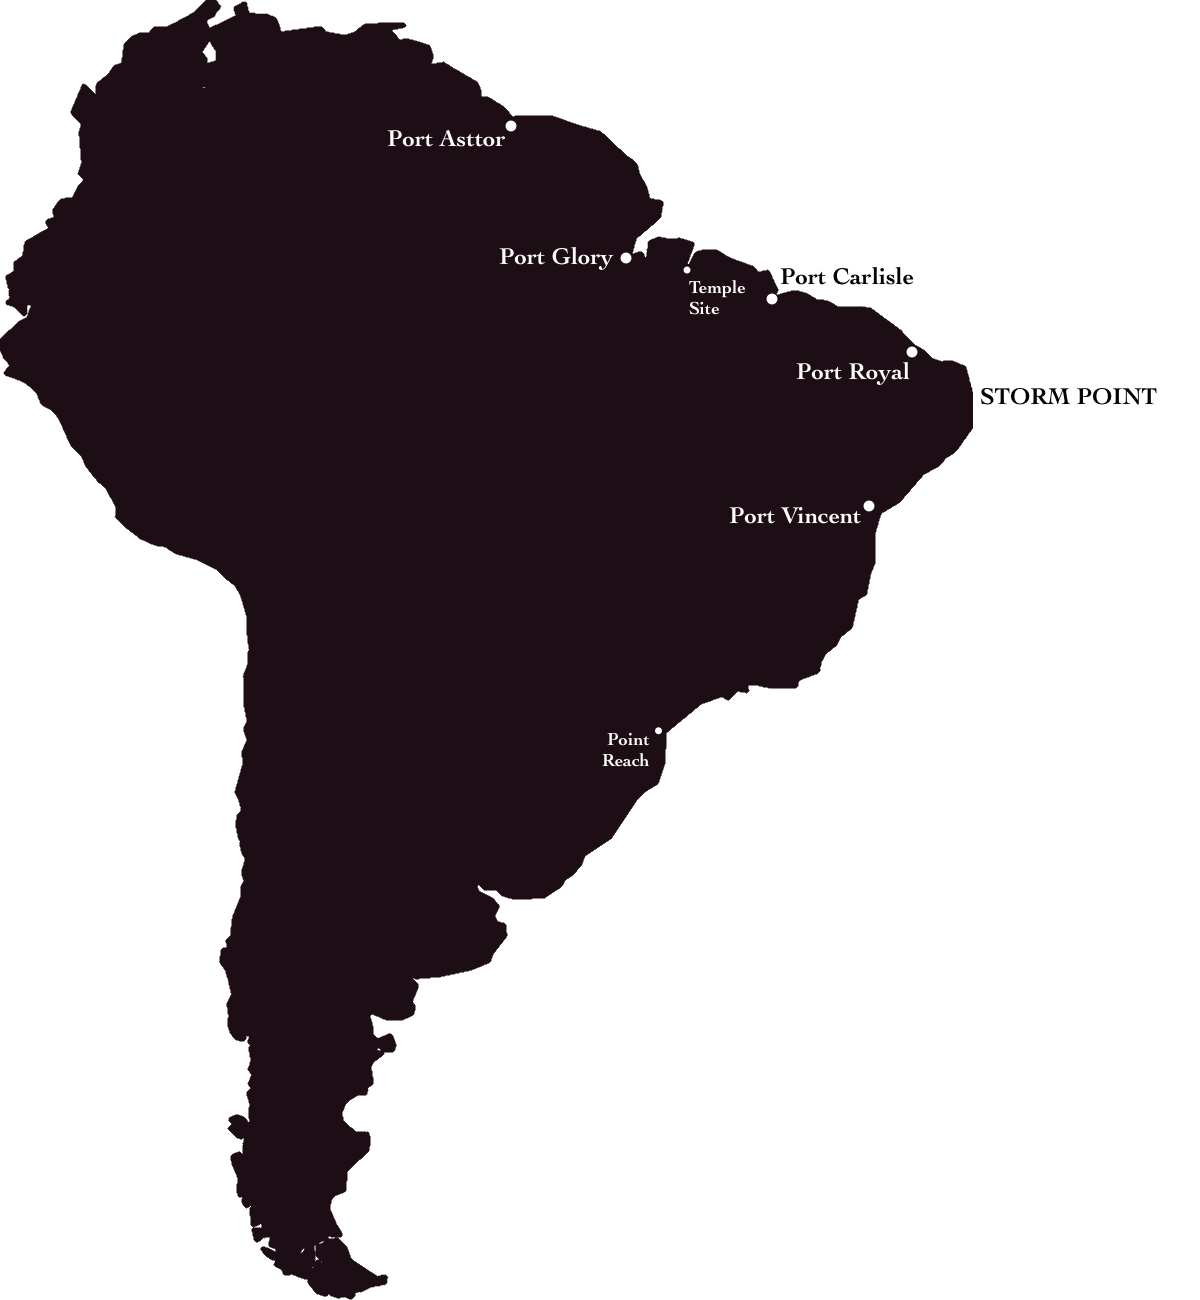 Port Asttor
Port Glory
Port Carlisle
Temple
Site
Port Royal
STORM POINT
Port Vincent
Point
Reach